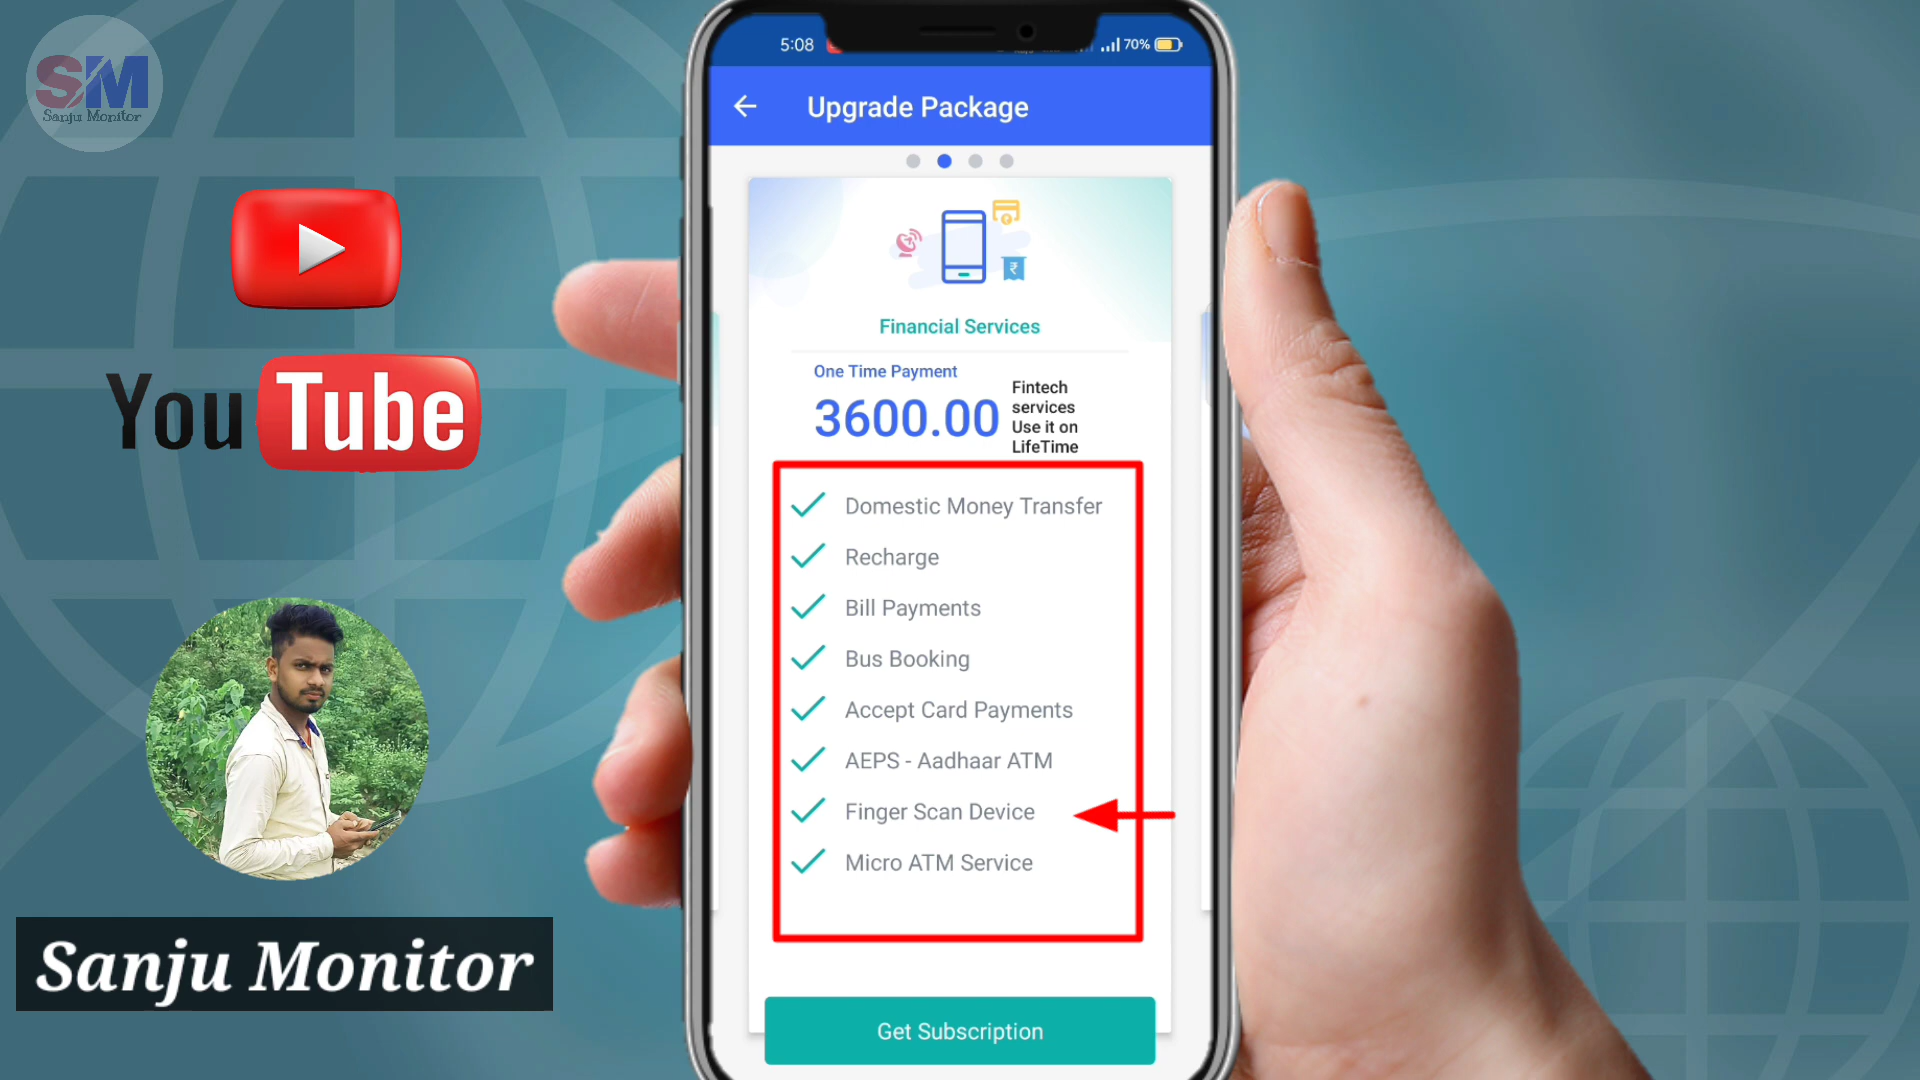 SM
Sanju Monitor
YouTube
Sanju Monitor
5:08
70%
Upgrade Package
Financial Services
One Time Payment
3600.00
Fintech
services
Use it on
LifeTime
Domestic Money Transfer
Recharge
Bill Payments
Bus Booking
Accept Card Payments
AEPS - Aadhaar ATM
Finger Scan Device
Micro ATM Service
Get Subscription